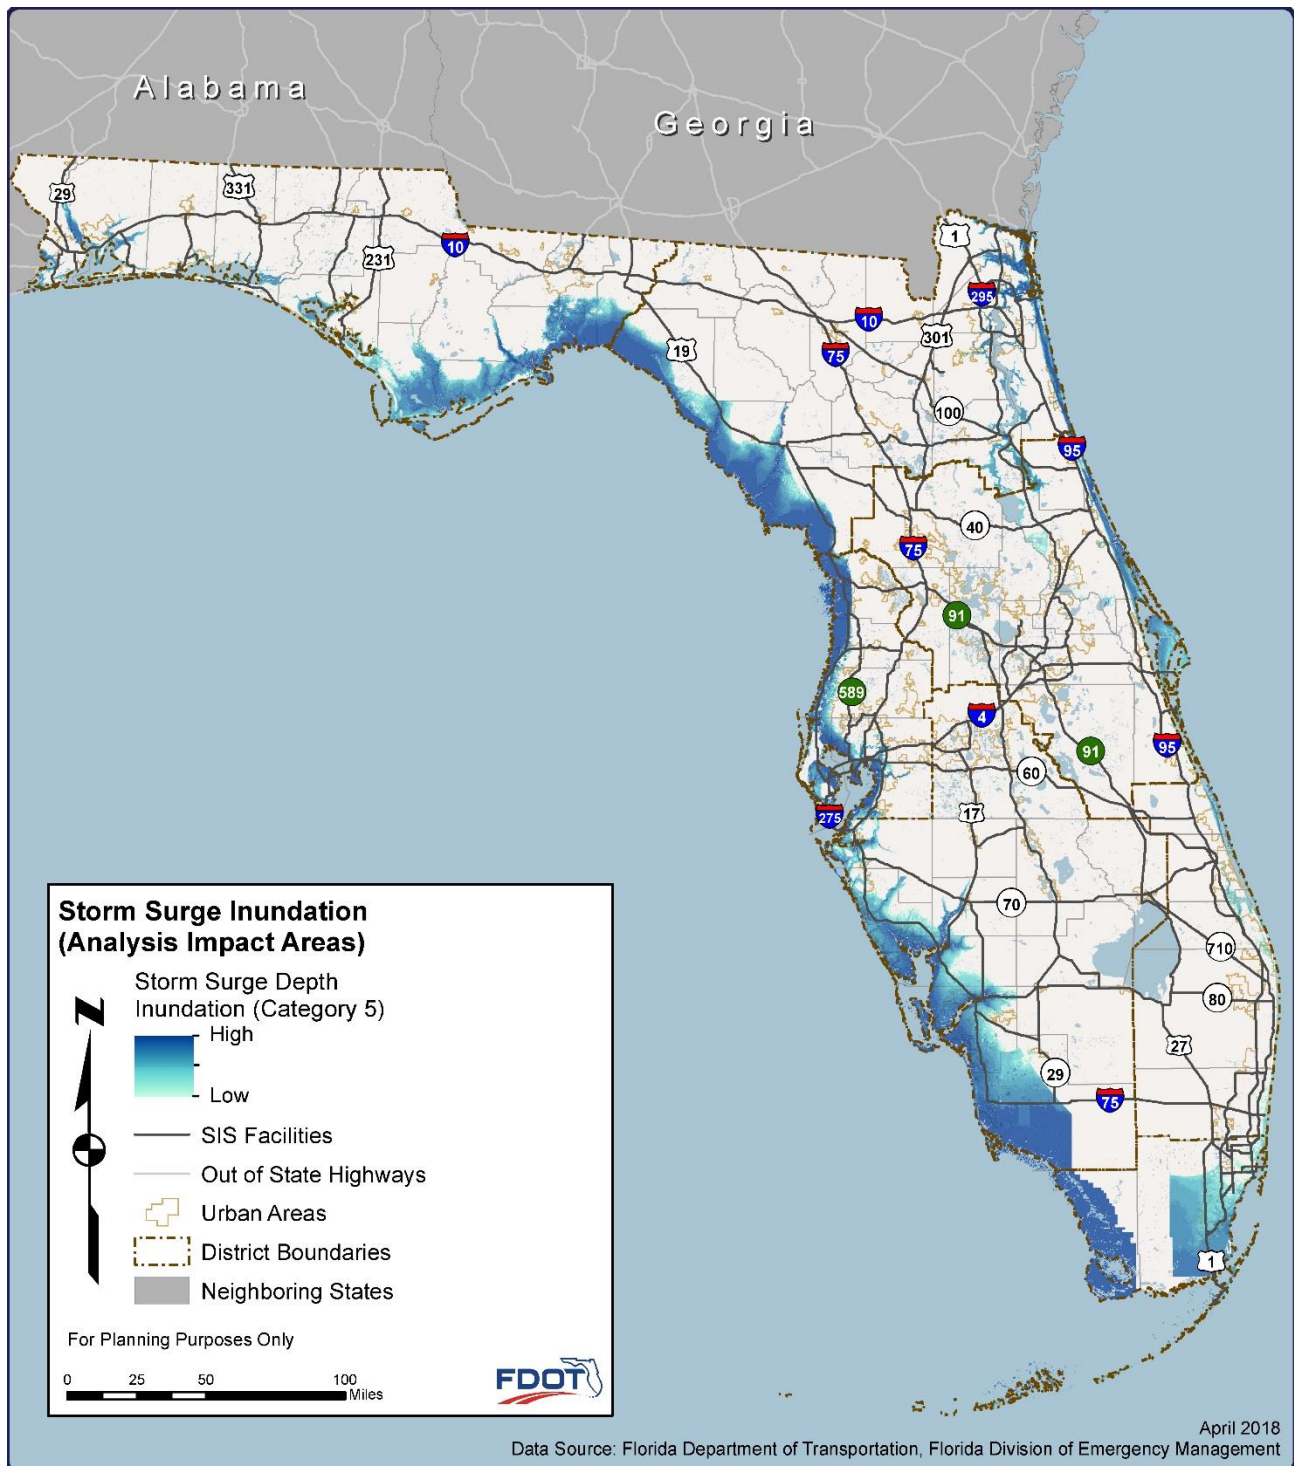 Alabama
Georgia
29
331
231
10
1
295
10
301
19
75
100
95
40
75
91
589
4
91
95
60
275
17
70
710
80
27
29
75
1
Storm Surge Inundation
(Analysis Impact Areas)
Storm Surge Depth
Inundation (Category 5)
High
Low
N
SIS Facilities
Out of State Highways
Urban Areas
District Boundaries
Neighboring States
For Planning Purposes Only
0 25 50 100
Miles
FDOT
April 2018
Data Source: Florida Department of Transportation, Florida Division of Emergency Management